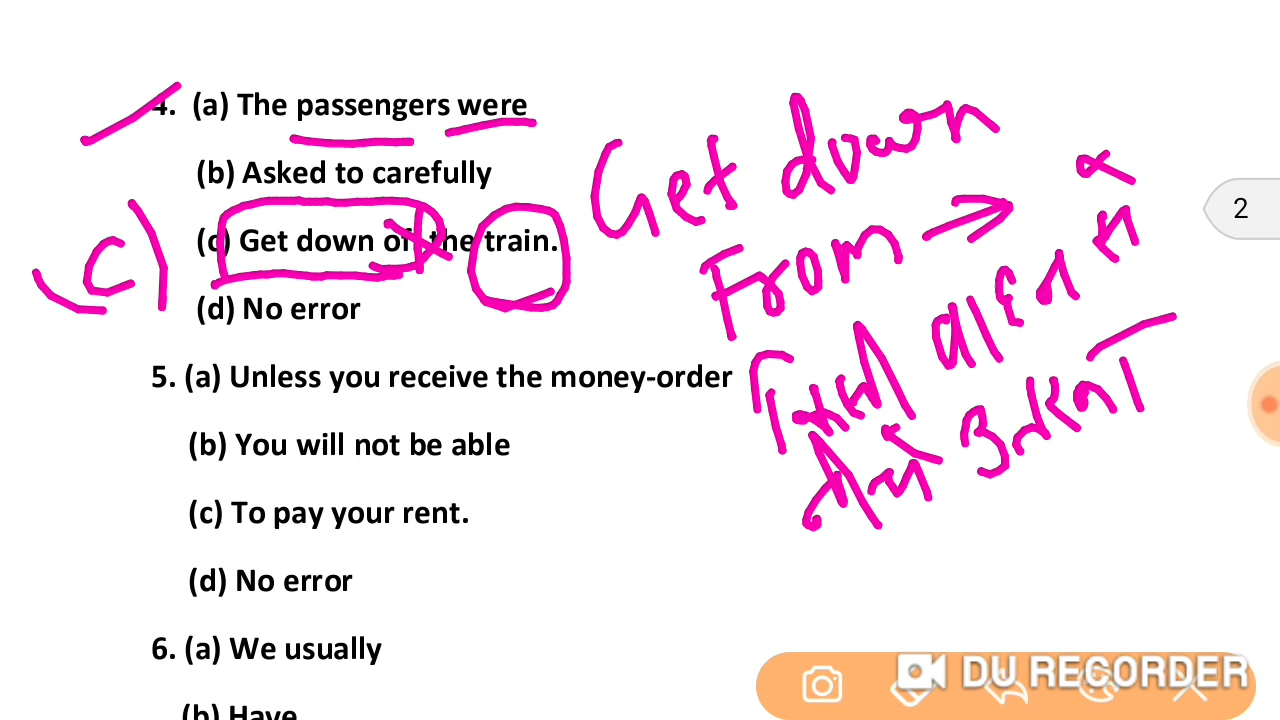 4. (a) The passengers were
(b) Asked to carefully
(c) Get down off the train.
(d) No error
5. (a) Unless you receive the money-order
(b) You will not be able
(c) To pay your rent.
(d) No error
6. (a) We usually
(b) Have
(c)
Get down
From →
2
DU RECORDER